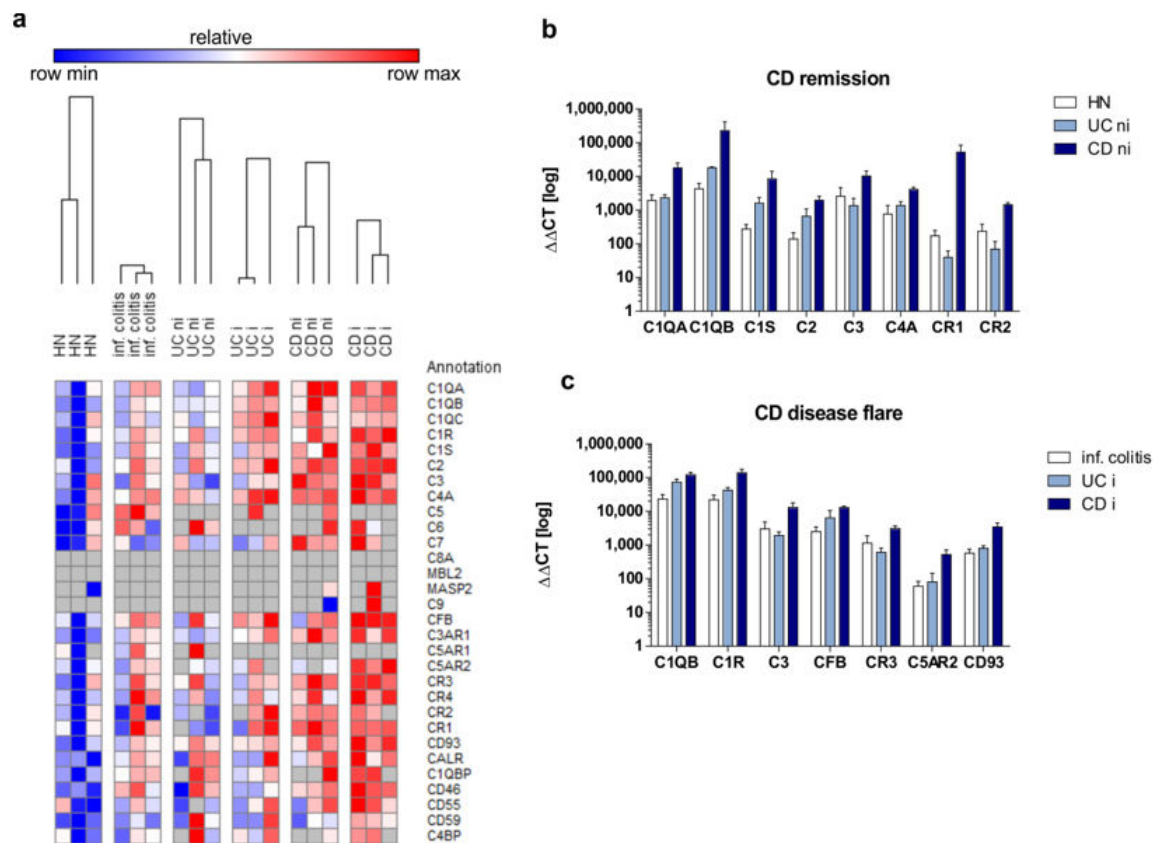 a
relative
row min
row max
HN
HN
HN
inf. colitis
inf. colitis
inf. colitis
UC ni
UC ni
UC ni
UC i
UC i
UC i
CD ni
CD ni
CD ni
CD i
CD i
CD i
Annotation
C1QA
C1QB
C1QC
C1R
C1S
C2
C3
C4A
C5
C6
C7
C8A
MBL2
MASP2
C9
CFB
C3AR1
C5AR1
C5AR2
CR3
CR4
CR2
CR1
CD93
CALR
C1QBP
CD46
CD55
CD59
C4BP
b
CD remission
HN
UC ni
CD ni
ΔΔCT [log]
1,000,000
100,000
10,000
1,000
100
10
1
C1QA C1QB C1S C2 C3 C4A CR1 CR2
c
CD disease flare
inf. colitis
UC i
CD i
ΔΔCT [log]
1,000,000
100,000
10,000
1,000
100
10
1
C1QB C1R C3 CFB CR3 C5AR2 CD93